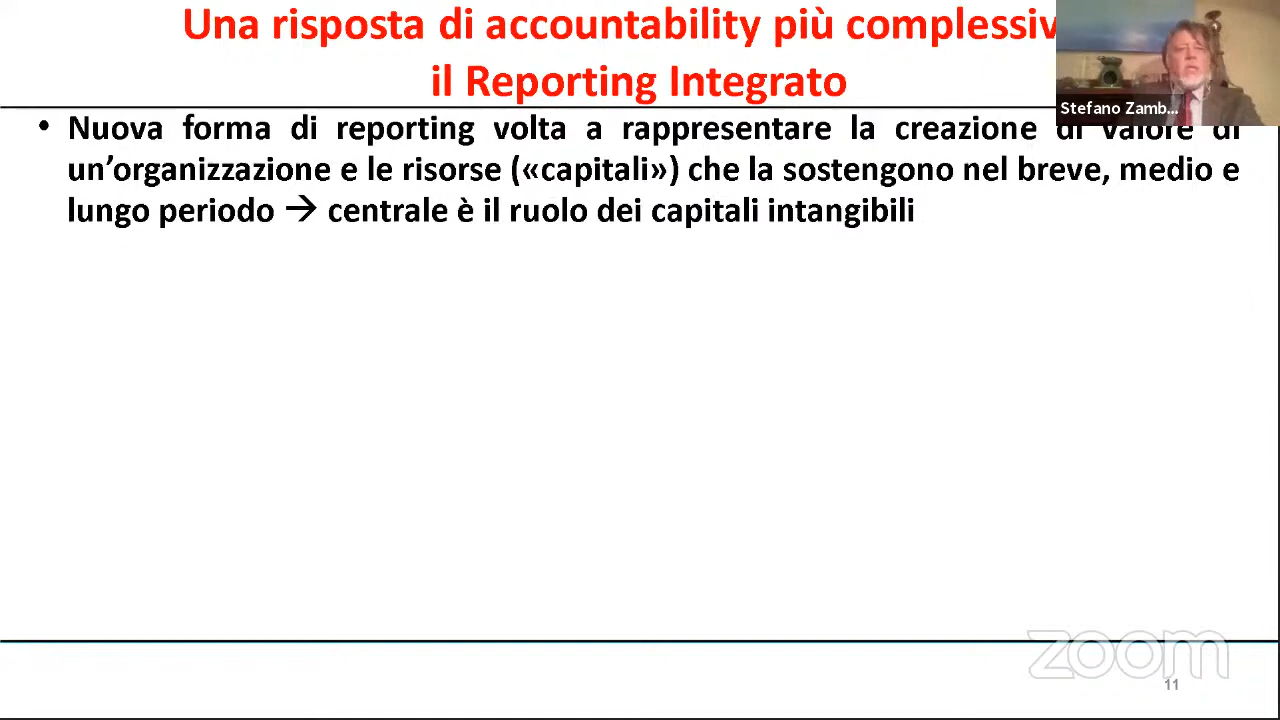 Una risposta di accountability più complessiv
il Reporting Integrato
Stefano Zamb...
• Nuova forma di reporting volta a rappresentare la creazione di valore di
un’organizzazione e le risorse («capitali») che la sostengono nel breve, medio e
lungo periodo → centrale è il ruolo dei capitali intangibili
zoom
11